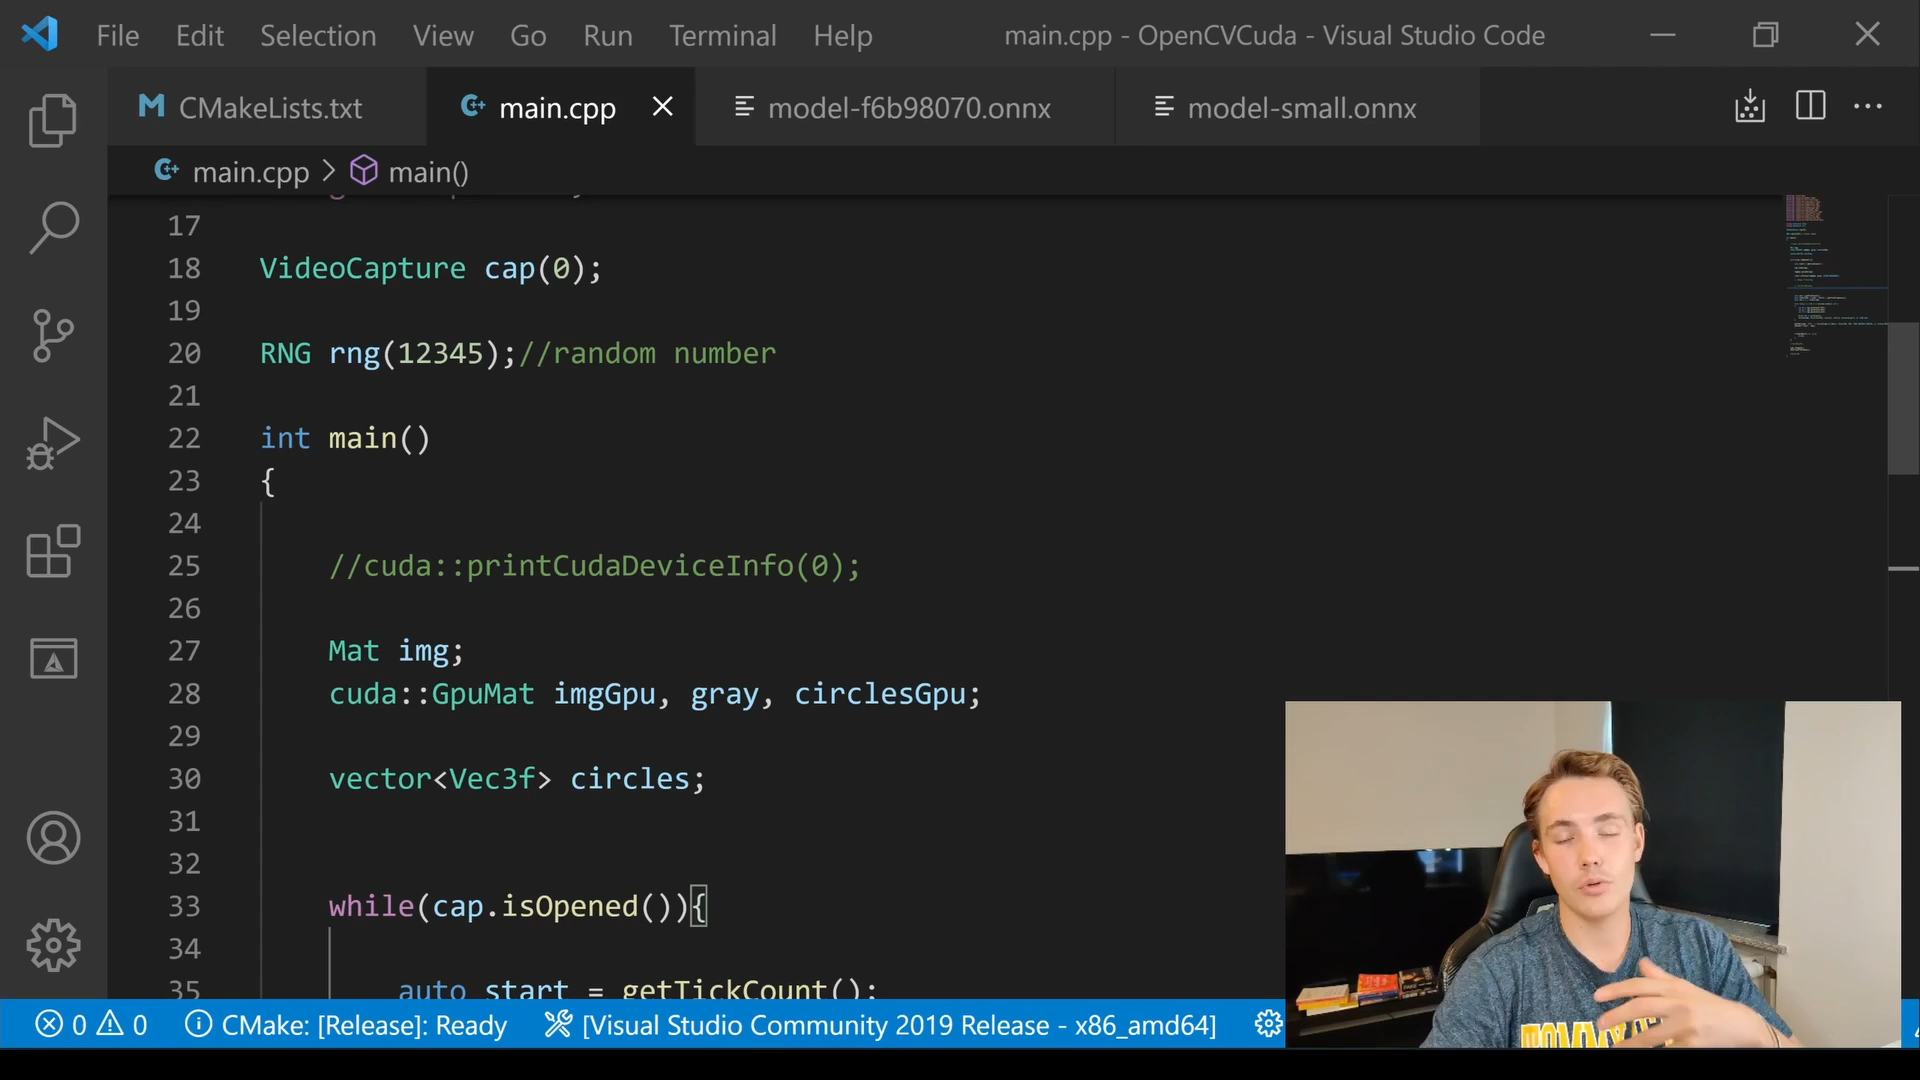 File Edit Selection View Go Run Terminal Help main.cpp - OpenCVCuda - Visual Studio Code
CMakeLists.txt main.cpp model-f6b98070.onnx model-small.onnx
main.cpp > main()
17
18 VideoCapture cap(0);
19
20 RNG rng(12345);//random number
21
22 int main()
23 {
24
25 //cuda::printCudaDeviceInfo(0);
26
27 Mat img;
28 cuda::GpuMat imgGpu, gray, circlesGpu;
29
30 vector<Vec3f> circles;
31
32
33 while(cap.isOpened()){
34
35 auto start = getTickCount();
0 0 CMake: [Release]: Ready [Visual Studio Community 2019 Release - x86_amd64]